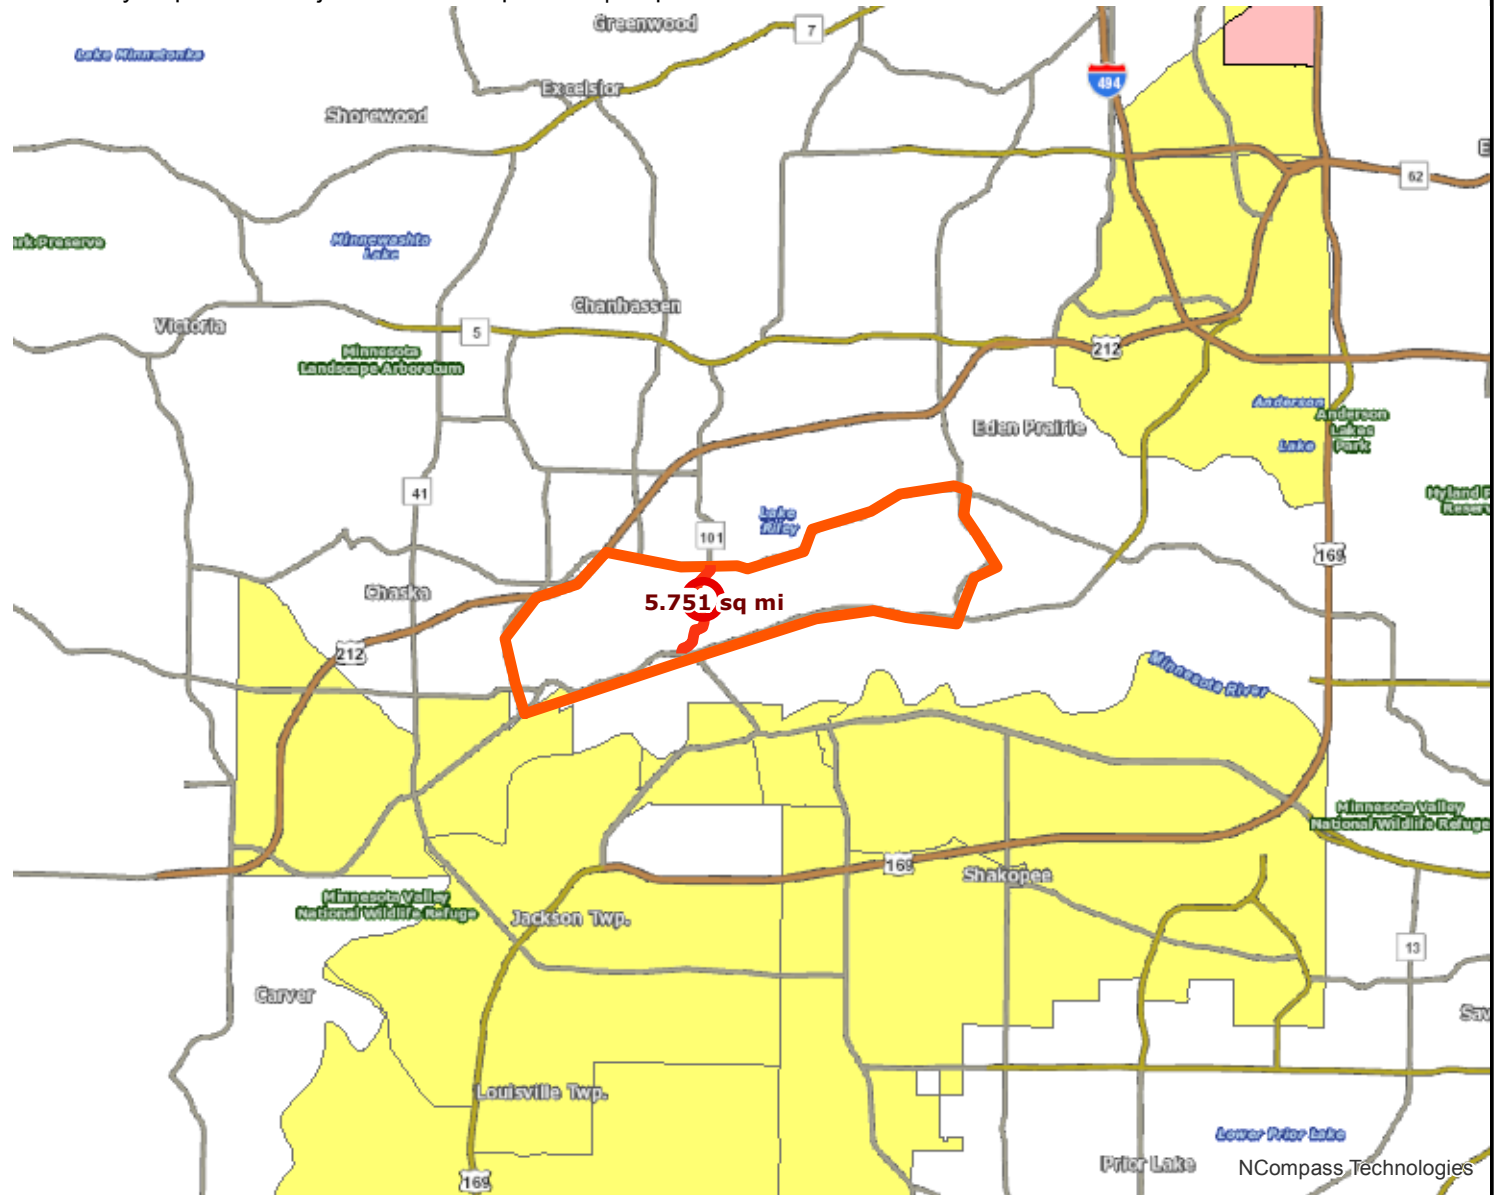 Greenwood
7
Lake Minnetonka
494
Excelsior
Shorewood
62
ark Preserve
Minnewashta
Lake
Chanhassen
Victoria
5
Minnesota
Landscape Arboretum
212
Anderson
Lake
Anderson
Lakes
Park
Eden Prairie
41
Hyland
Reserv
Lake
Riley
101
169
Chaska
5.751 sq mi
212
Minnesota River
Minnesota Valley
National Wildlife Refuge
169
Shakopee
Minnesota Valley
National Wildlife Refuge
Jackson Twp.
13
Carver
Sav
Louisville Twp.
Lower Prior Lake
Prior Lake
NCompass Technologies
169